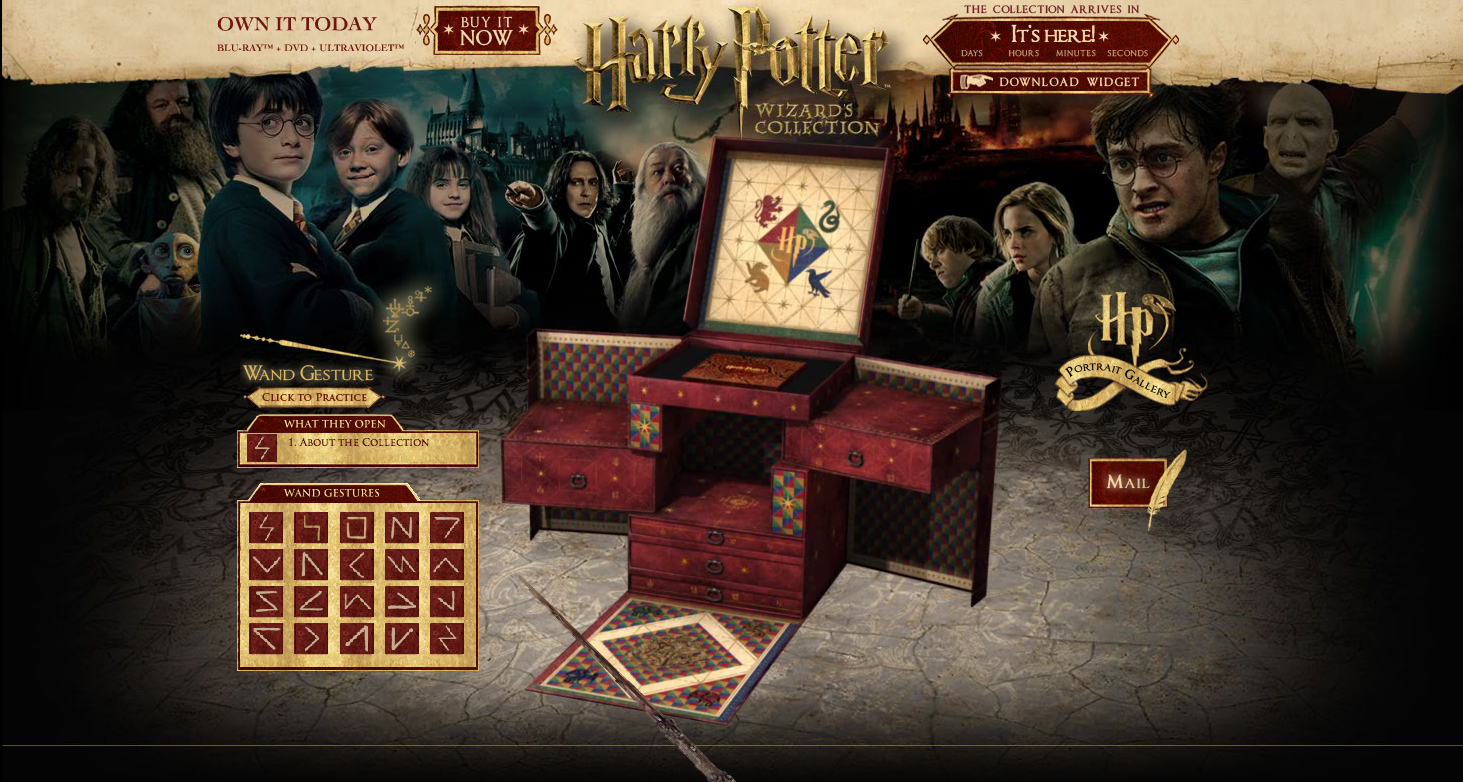 OWN IT TODAY
BLU-RAY™ + DVD + ULTRAVIOLET™
BUY IT
NOW
Harry Potter™
WIZARD'S
COLLECTION
THE COLLECTION ARRIVES IN
IT'S HERE!
DAYS HOURS MINUTES SECONDS
DOWNLOAD WIDGET
HP
WAND GESTURE
CLICK TO PRACTICE
WHAT THEY OPEN
1. ABOUT THE COLLECTION
WAND GESTURES
HP
PORTRAIT GALLERY
MAIL